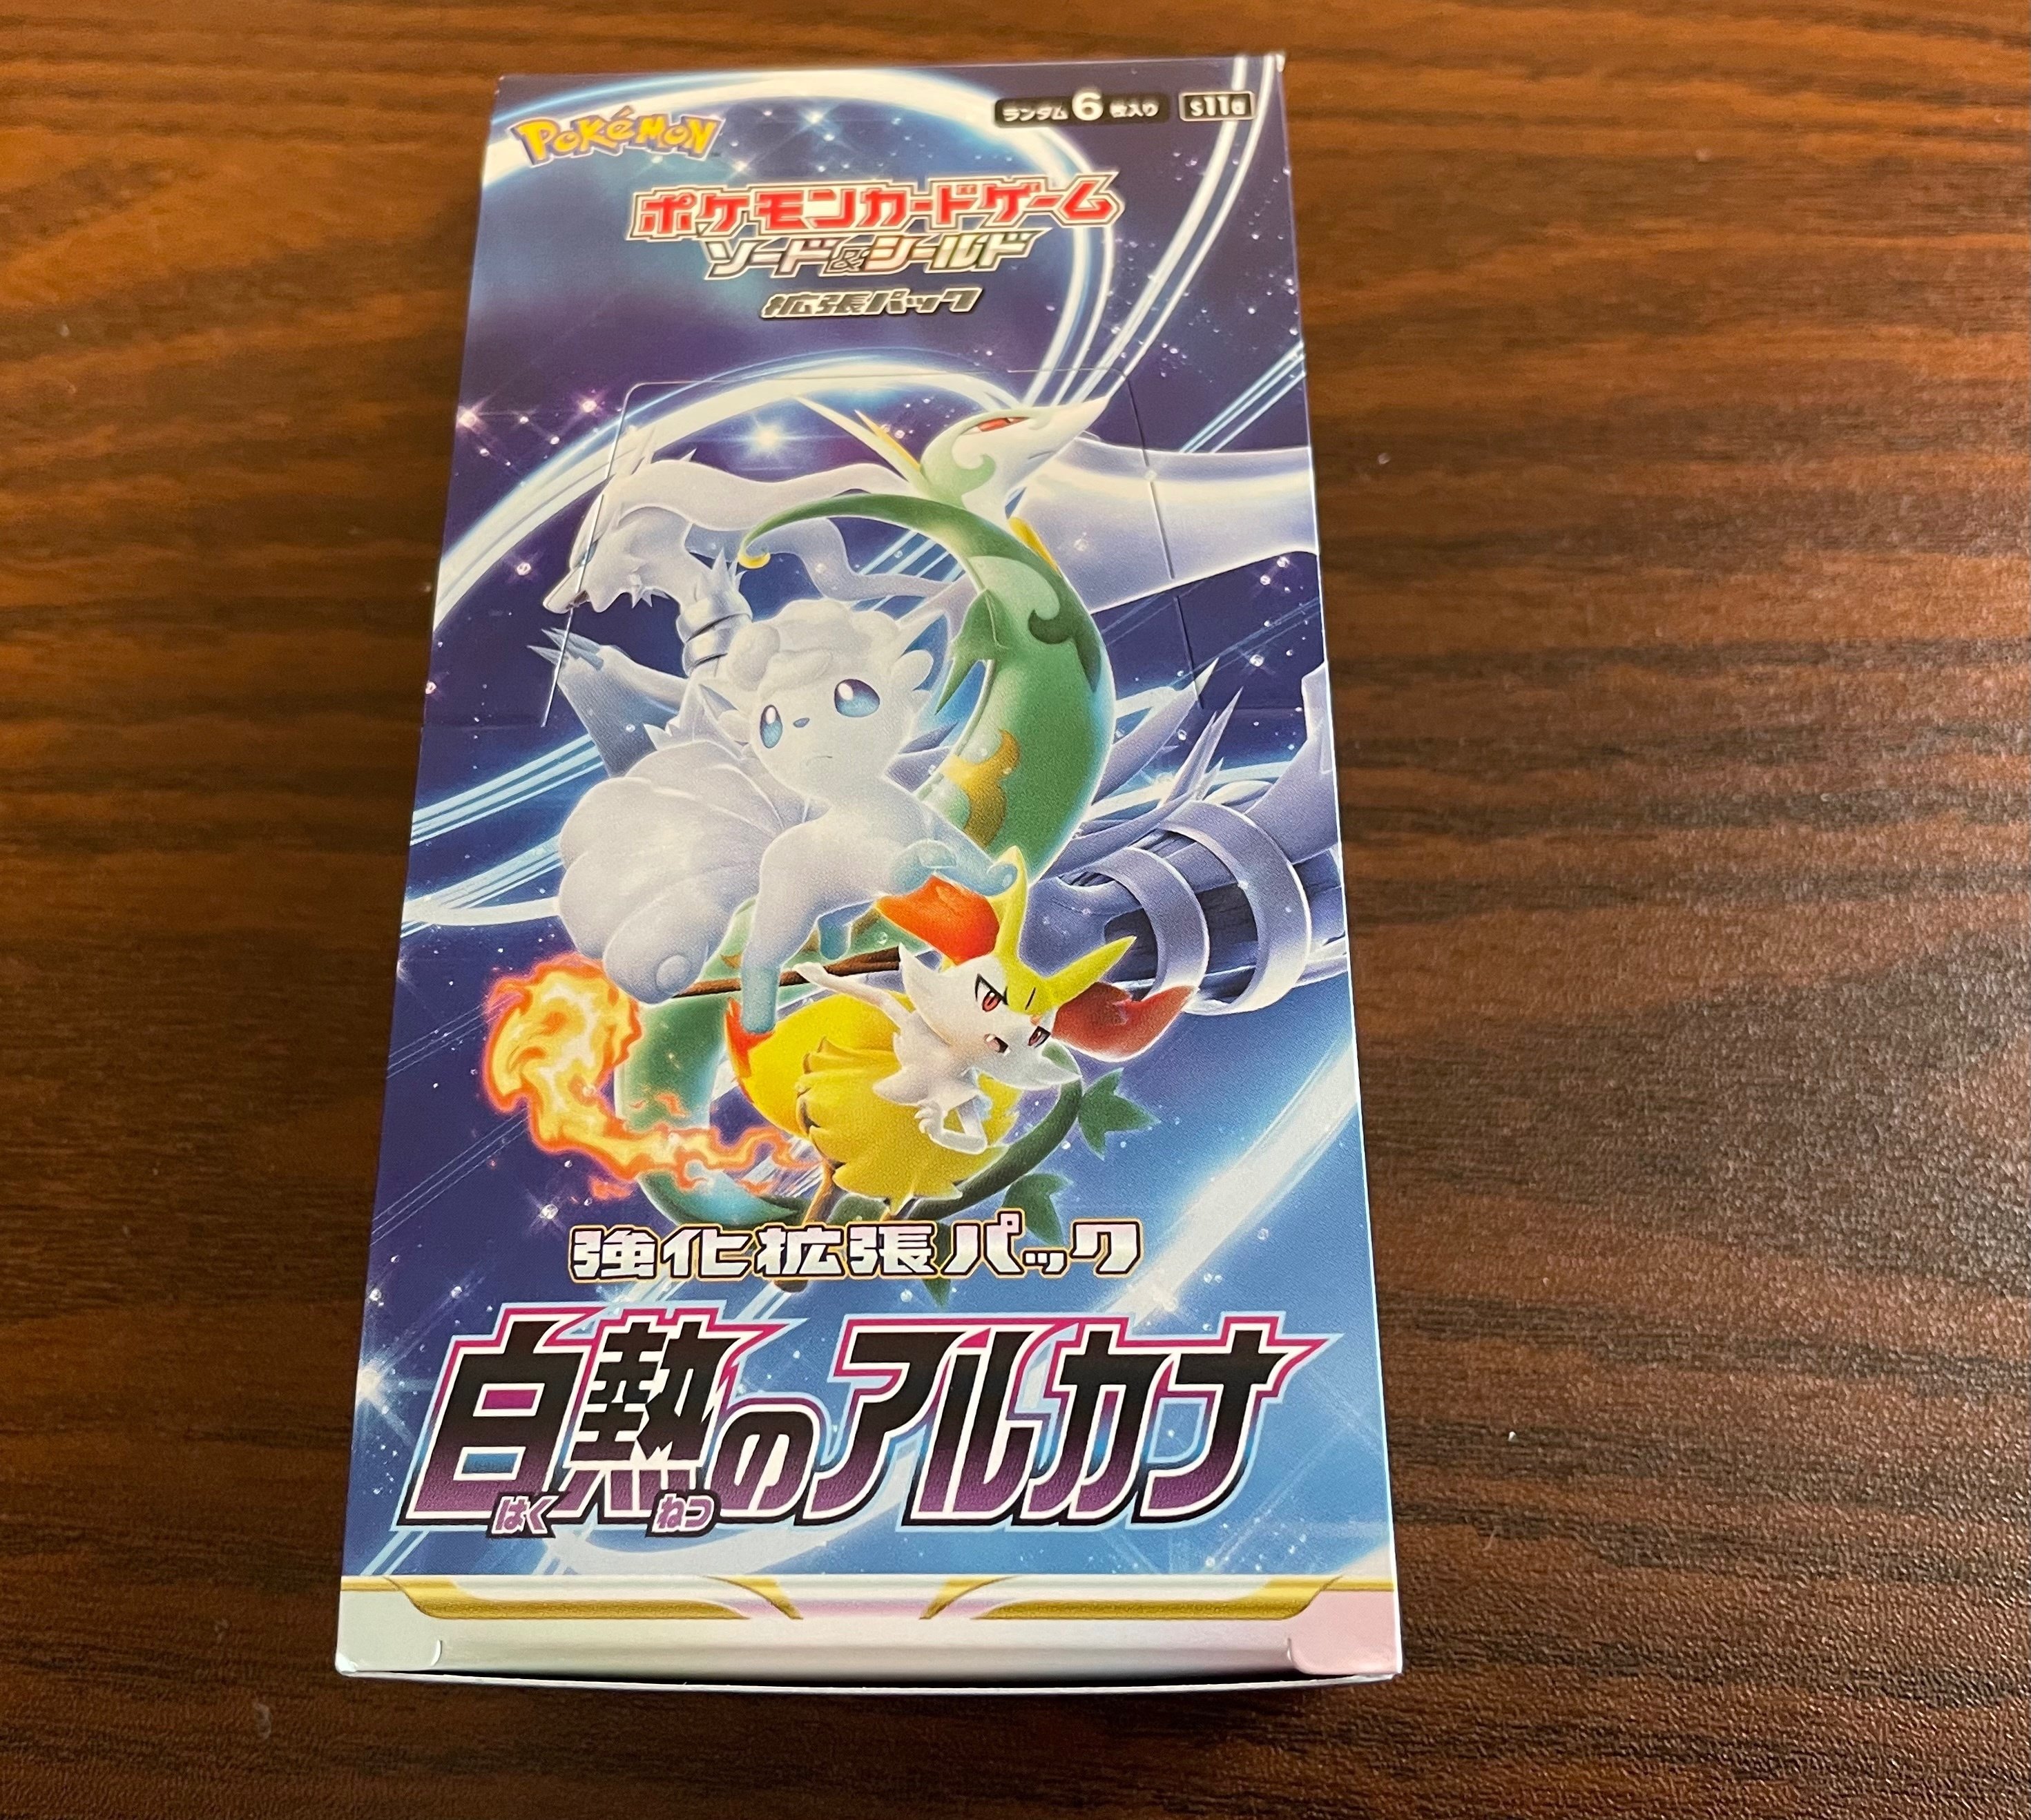 Pokémon
ランダム6枚入り s11a
ポケモンカードゲーム
ソード&シールド
拡張パック
強化拡張パック
白熱のアルカナ
はく ねつ